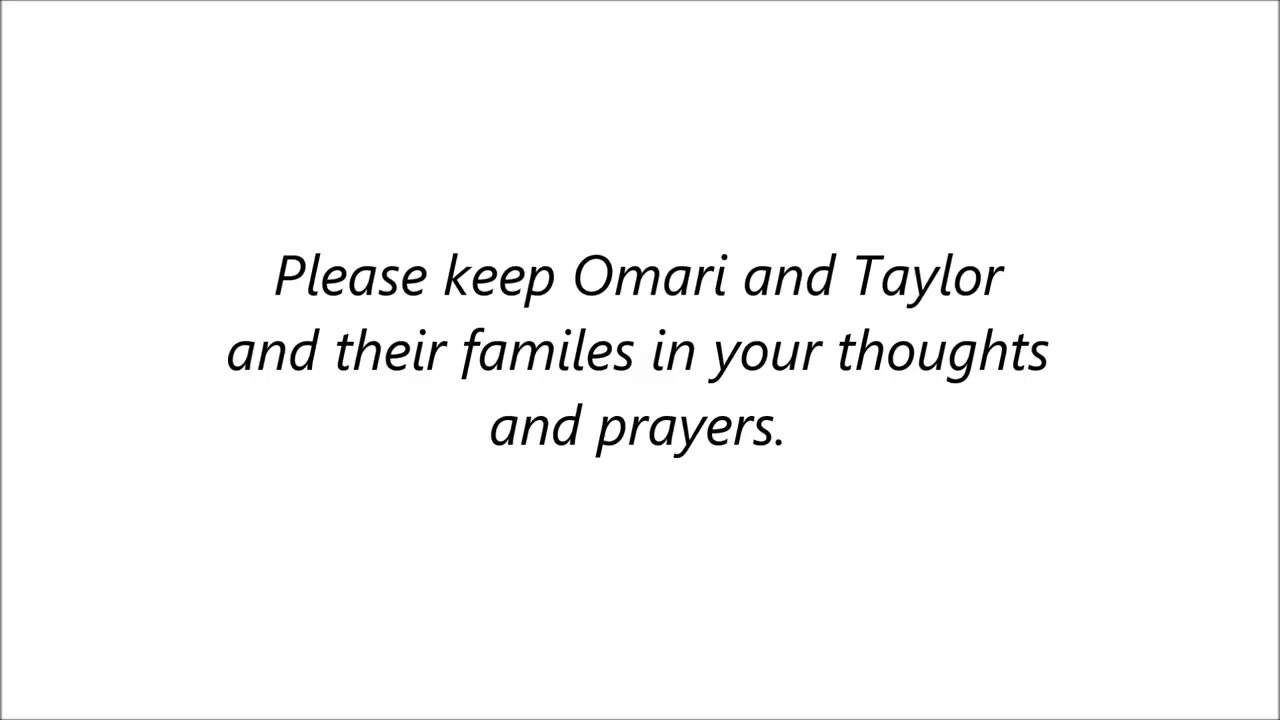 Please keep Omari and Taylor
and their familes in your thoughts
and prayers.